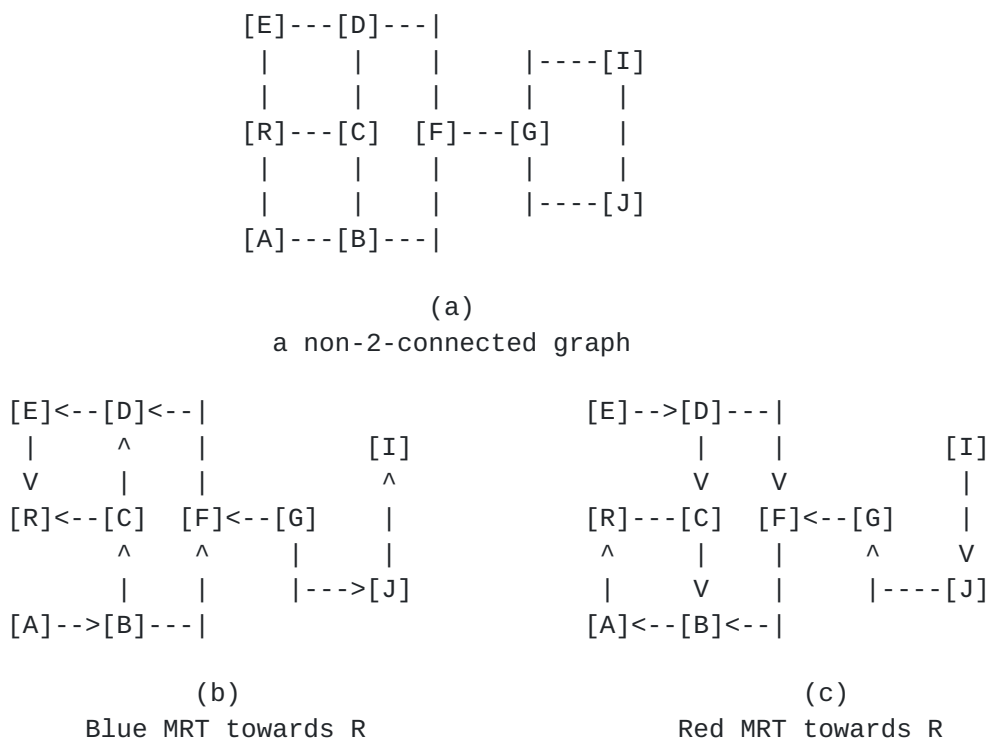 [E]---[D]---|
 |     |    |     |----[I]
 |     |    |     |     |
[R]---[C]  [F]---[G]    |
 |     |    |     |     |
 |     |    |     |----[J]
[A]---[B]---|
(a)
a non-2-connected graph
[E]<--[D]<--|                          [E]-->[D]---|
 |     ^    |          [I]                    |    |          [I]
 V     |    |           ^                     V    V           |
[R]<--[C]  [F]<--[G]    |              [R]---[C]  [F]<--[G]    |
       ^    ^     |     |               ^     |    |     ^     V
       |    |     |--->[J]              |     V    |     |----[J]
[A]-->[B]---|                          [A]<--[B]<--|
(b)                                    (c)
Blue MRT towards R                     Red MRT towards R